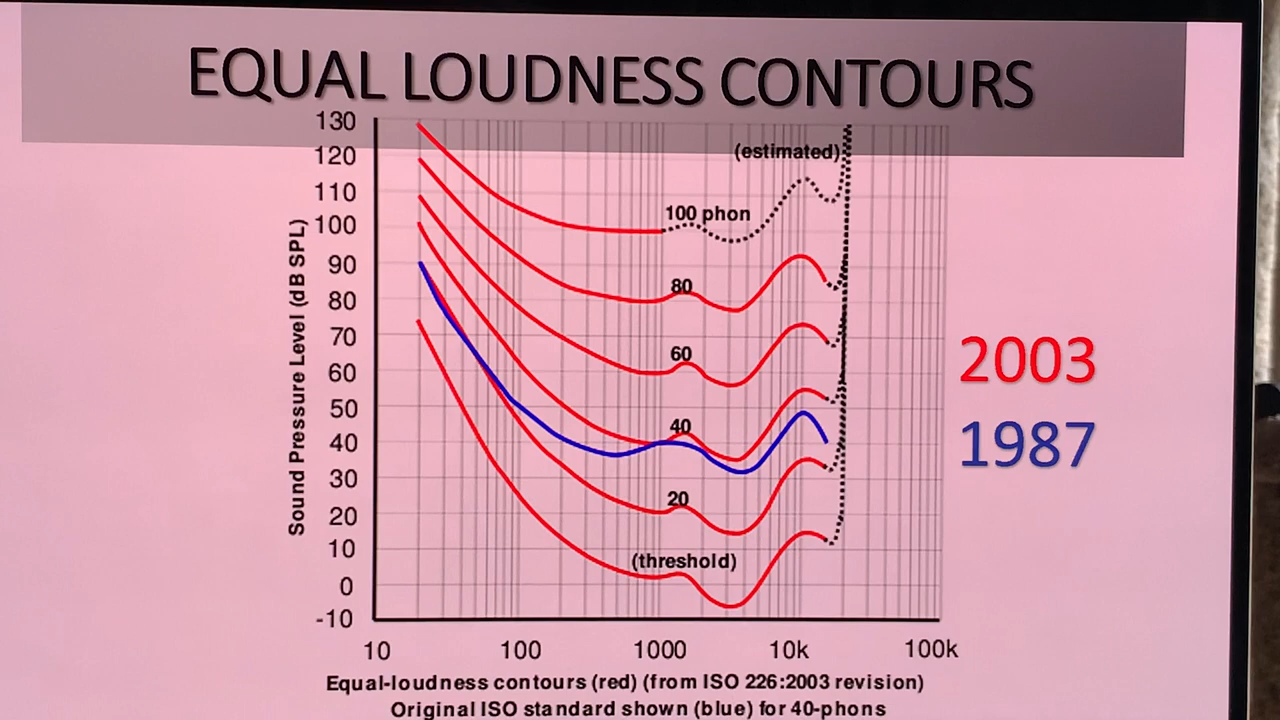 EQUAL LOUDNESS CONTOURS
130
120
110
100
90
80
70
60
50
40
30
20
10
0
-10
Sound Pressure Level (dB SPL)
(estimated)
100 phon
80
60
40
20
(threshold)
2003
1987
10 100 1000 10k 100k
Equal-loudness contours (red) (from ISO 226:2003 revision)
Original ISO standard shown (blue) for 40-phons